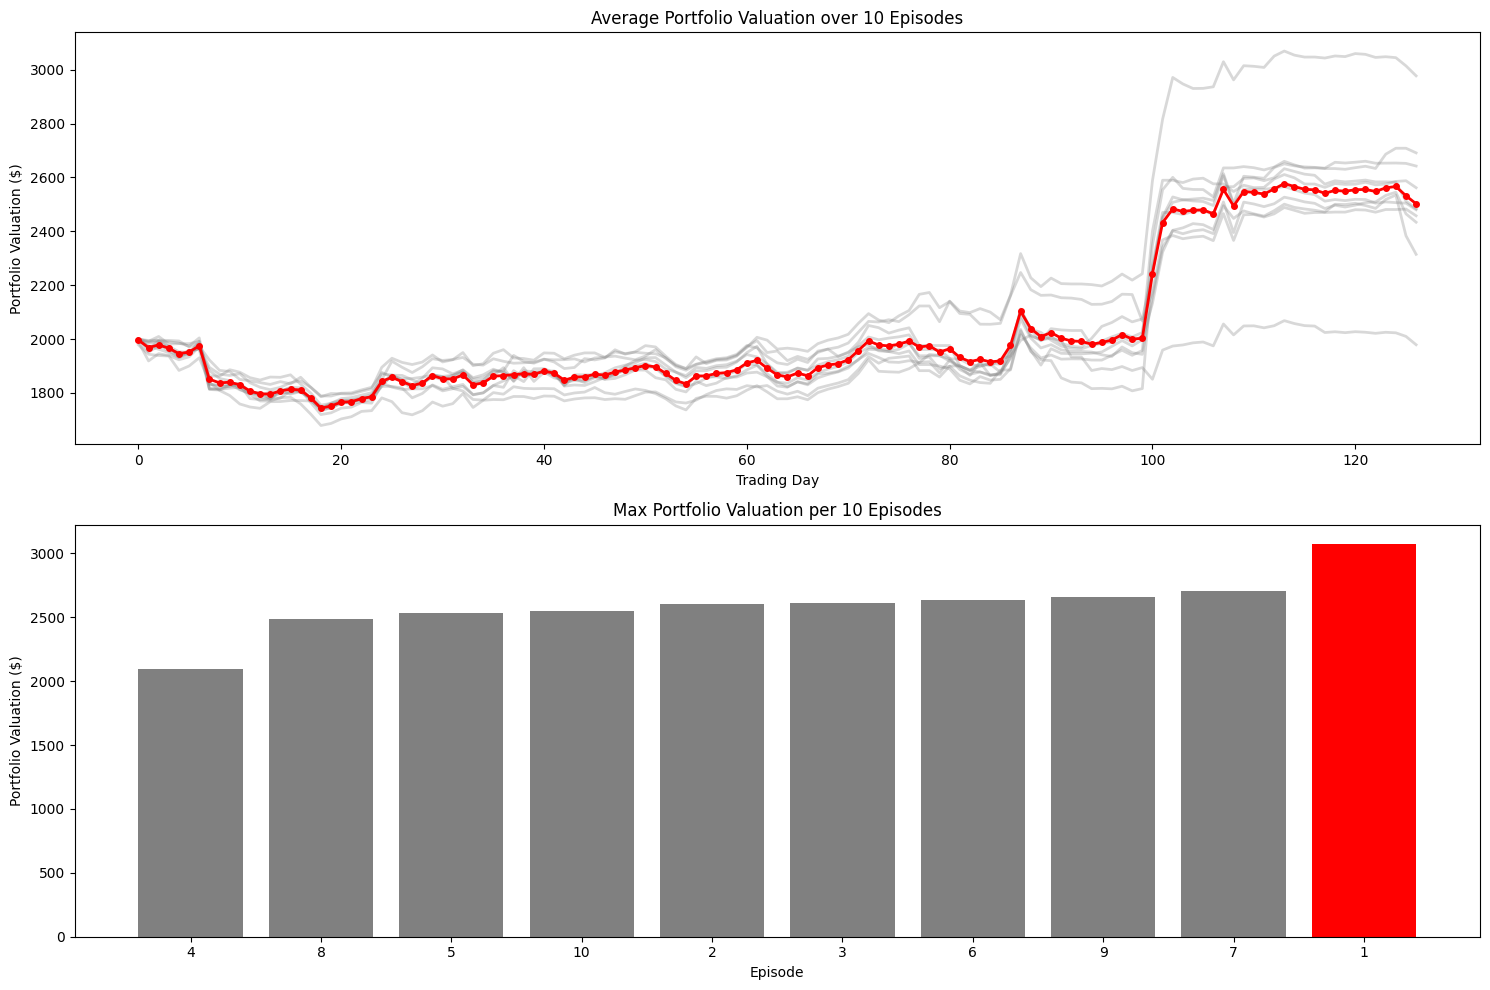 Average Portfolio Valuation over 10 Episodes
3000
2800
2600
2400
2200
2000
1800
Portfolio Valuation ($)
0 20 40 60 80 100 120
Trading Day
Max Portfolio Valuation per 10 Episodes
3000
2500
2000
1500
1000
500
0
Portfolio Valuation ($)
4 8 5 10 2 3 6 9 7 1
Episode